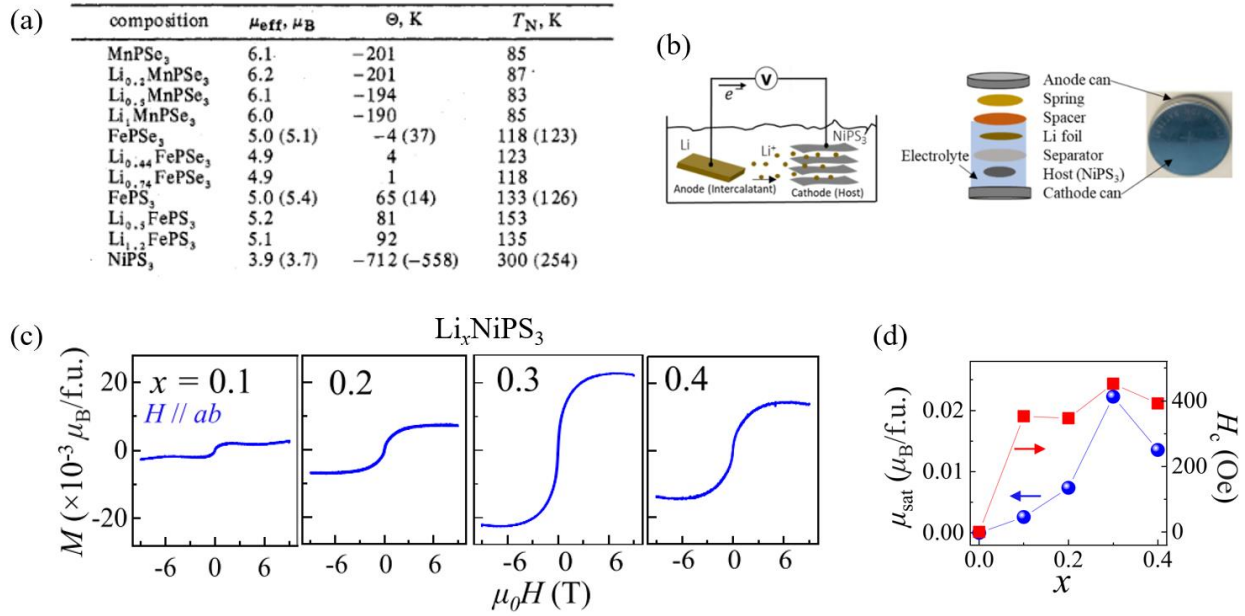 (a)
composition μeff, μB Θ, K TN, K
MnPSe₃ 6.1 −201 85
Li₀.₂MnPSe₃ 6.2 −201 87
Li₀.₅MnPSe₃ 6.1 −194 83
Li₁MnPSe₃ 6.0 −190 85
FePSe₃ 5.0 (5.1) −4 (37) 118 (123)
Li₀.₄₄FePSe₃ 4.9 4 123
Li₀.₇₄FePSe₃ 4.9 1 118
FePS₃ 5.0 (5.4) 65 (14) 133 (126)
Li₀.₅FePS₃ 5.2 81 153
Li₁.₂FePS₃ 5.1 92 135
NiPS₃ 3.9 (3.7) −712 (−558) 300 (254)
(b)
V
e⁻
NiPS₃
Li
Li⁺
Anode (Intercalatant)
Cathode (Host)
Anode can
Spring
Spacer
Li foil
Separator
Electrolyte
Host (NiPS₃)
Cathode can
(c)
LixNiPS₃
M (×10⁻³ μB/f.u.)
20
0
-20
x = 0.1
H // ab
0.2
0.3
0.4
-6 0 6
-6 0 6
-6 0 6
-6 0 6
μ₀H (T)
(d)
μsat (μB/f.u.)
0.02
0.01
0.00
400
200
0
Hc (Oe)
0.0 0.2 0.4
x